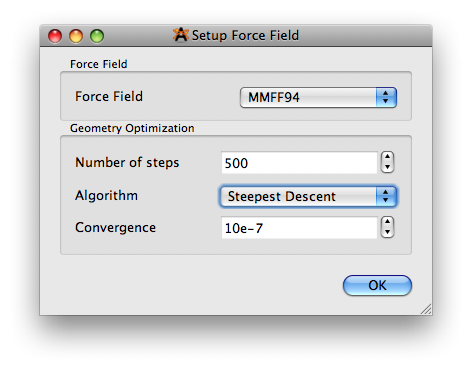 Setup Force Field
Force Field
Force Field MMFF94
Geometry Optimization
Number of steps 500
Algorithm Steepest Descent
Convergence 10e-7
OK